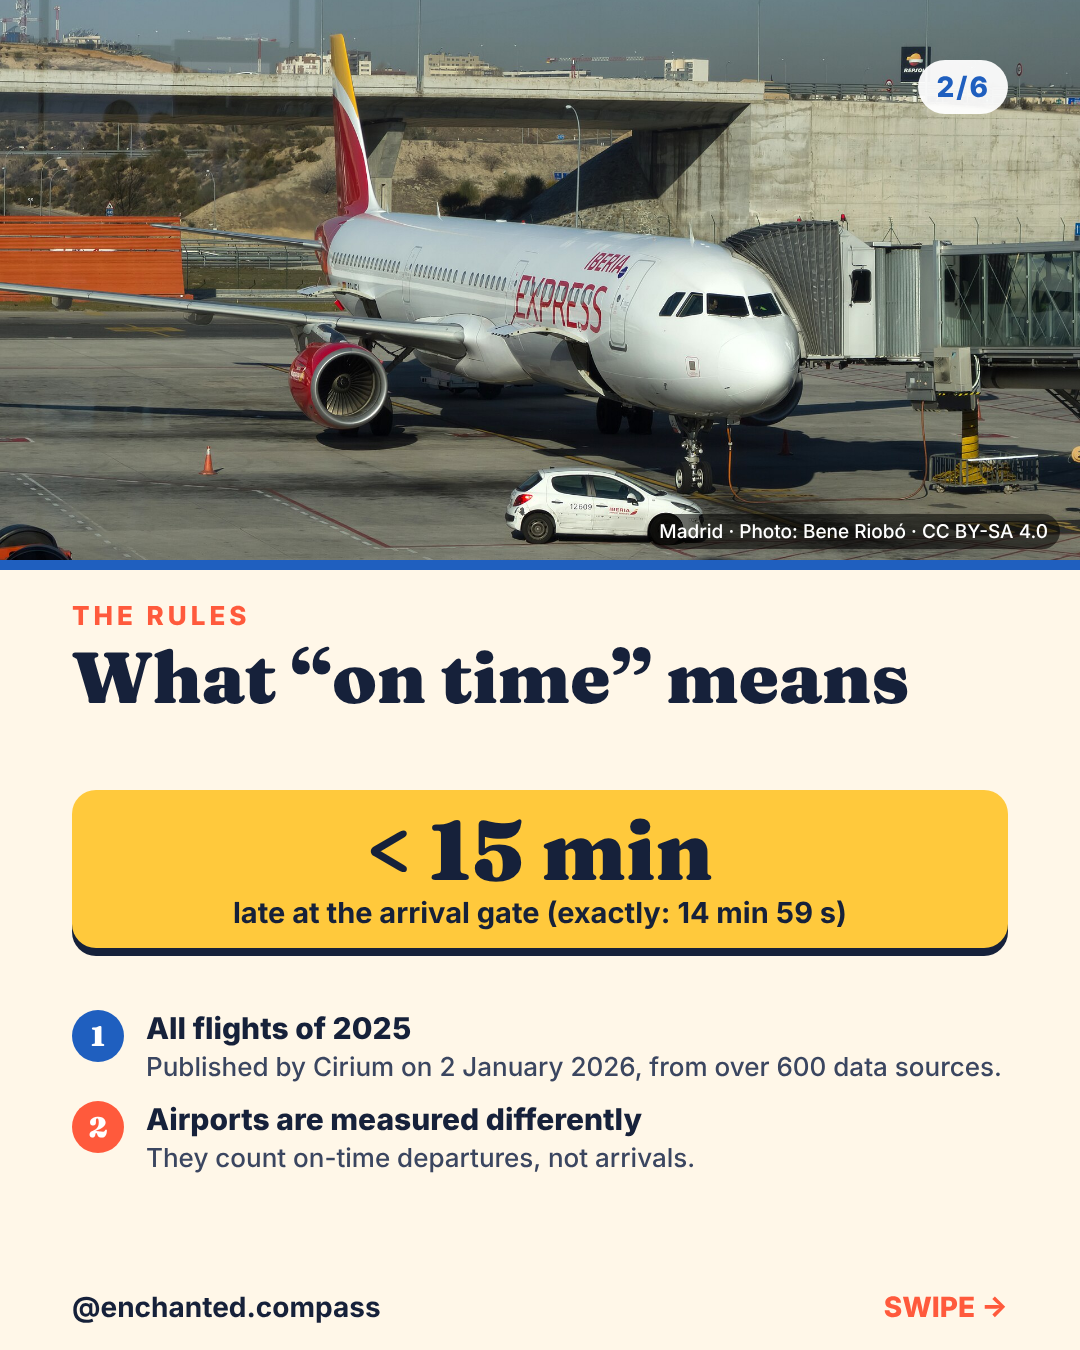 REPSOL
2/6
IBERIA
EXPRESS
12609
IBERIA
Madrid · Photo: Bene Riobó · CC BY-SA 4.0
THE RULES
What “on time” means
< 15 min
late at the arrival gate (exactly: 14 min 59 s)
1
All flights of 2025
Published by Cirium on 2 January 2026, from over 600 data sources.
2
Airports are measured differently
They count on-time departures, not arrivals.
@enchanted.compass
SWIPE →